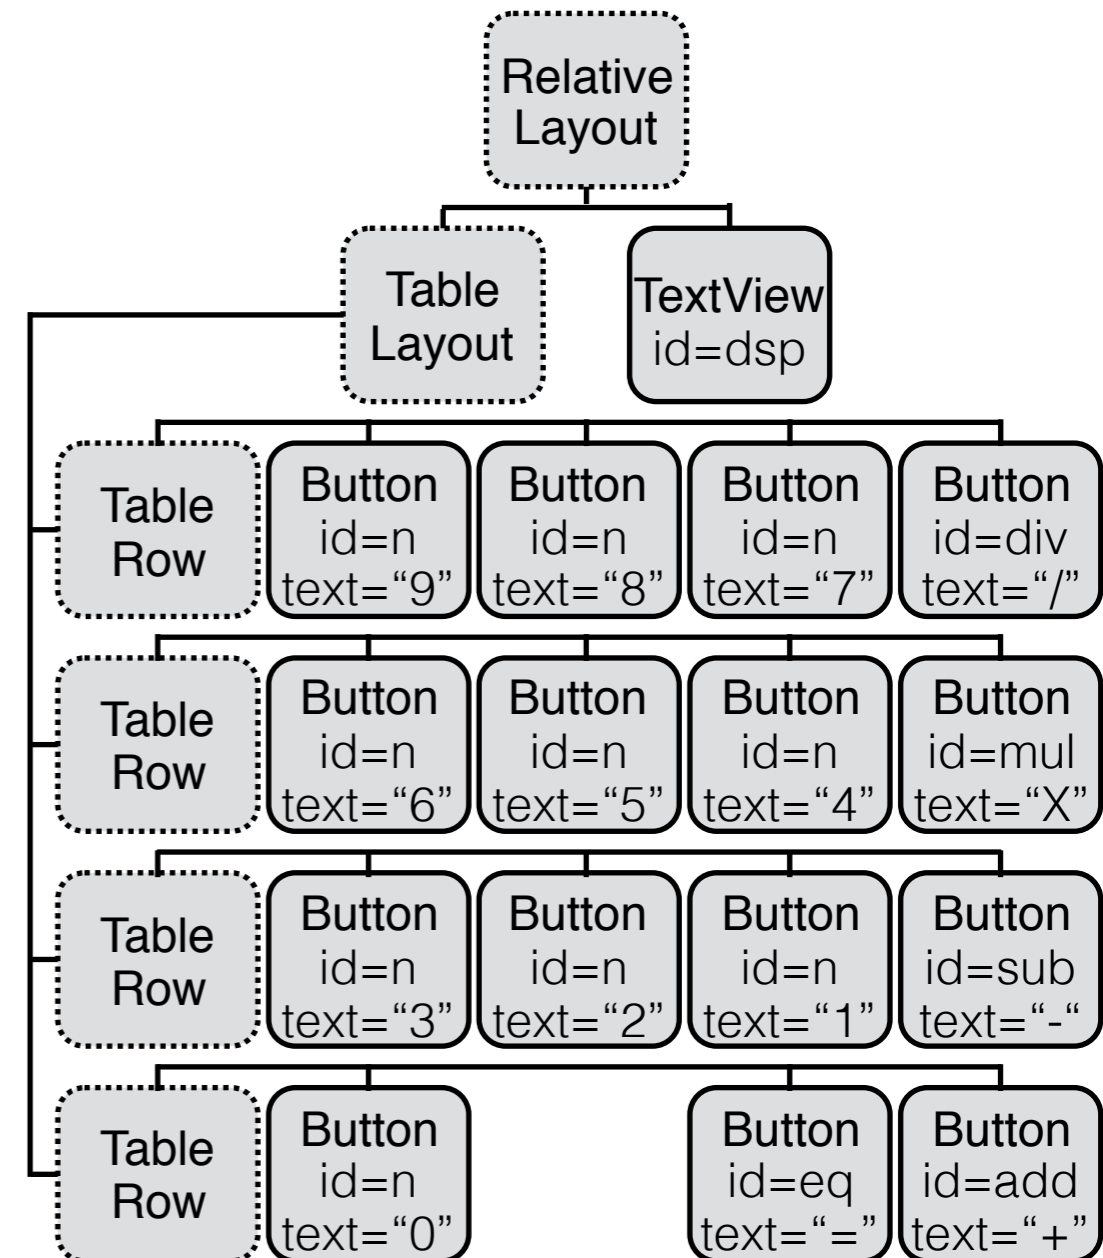 Relative
Layout
Table
Layout
TextView
id=dsp
Table
Row
Button
id=n
text=“9”
Button
id=n
text=“8”
Button
id=n
text=“7”
Button
id=div
text=“/”
Table
Row
Button
id=n
text=“6”
Button
id=n
text=“5”
Button
id=n
text=“4”
Button
id=mul
text=“X”
Table
Row
Button
id=n
text=“3”
Button
id=n
text=“2”
Button
id=n
text=“1”
Button
id=sub
text=“-“
Table
Row
Button
id=n
text=“0”
Button
id=eq
text=“=”
Button
id=add
text=“+”